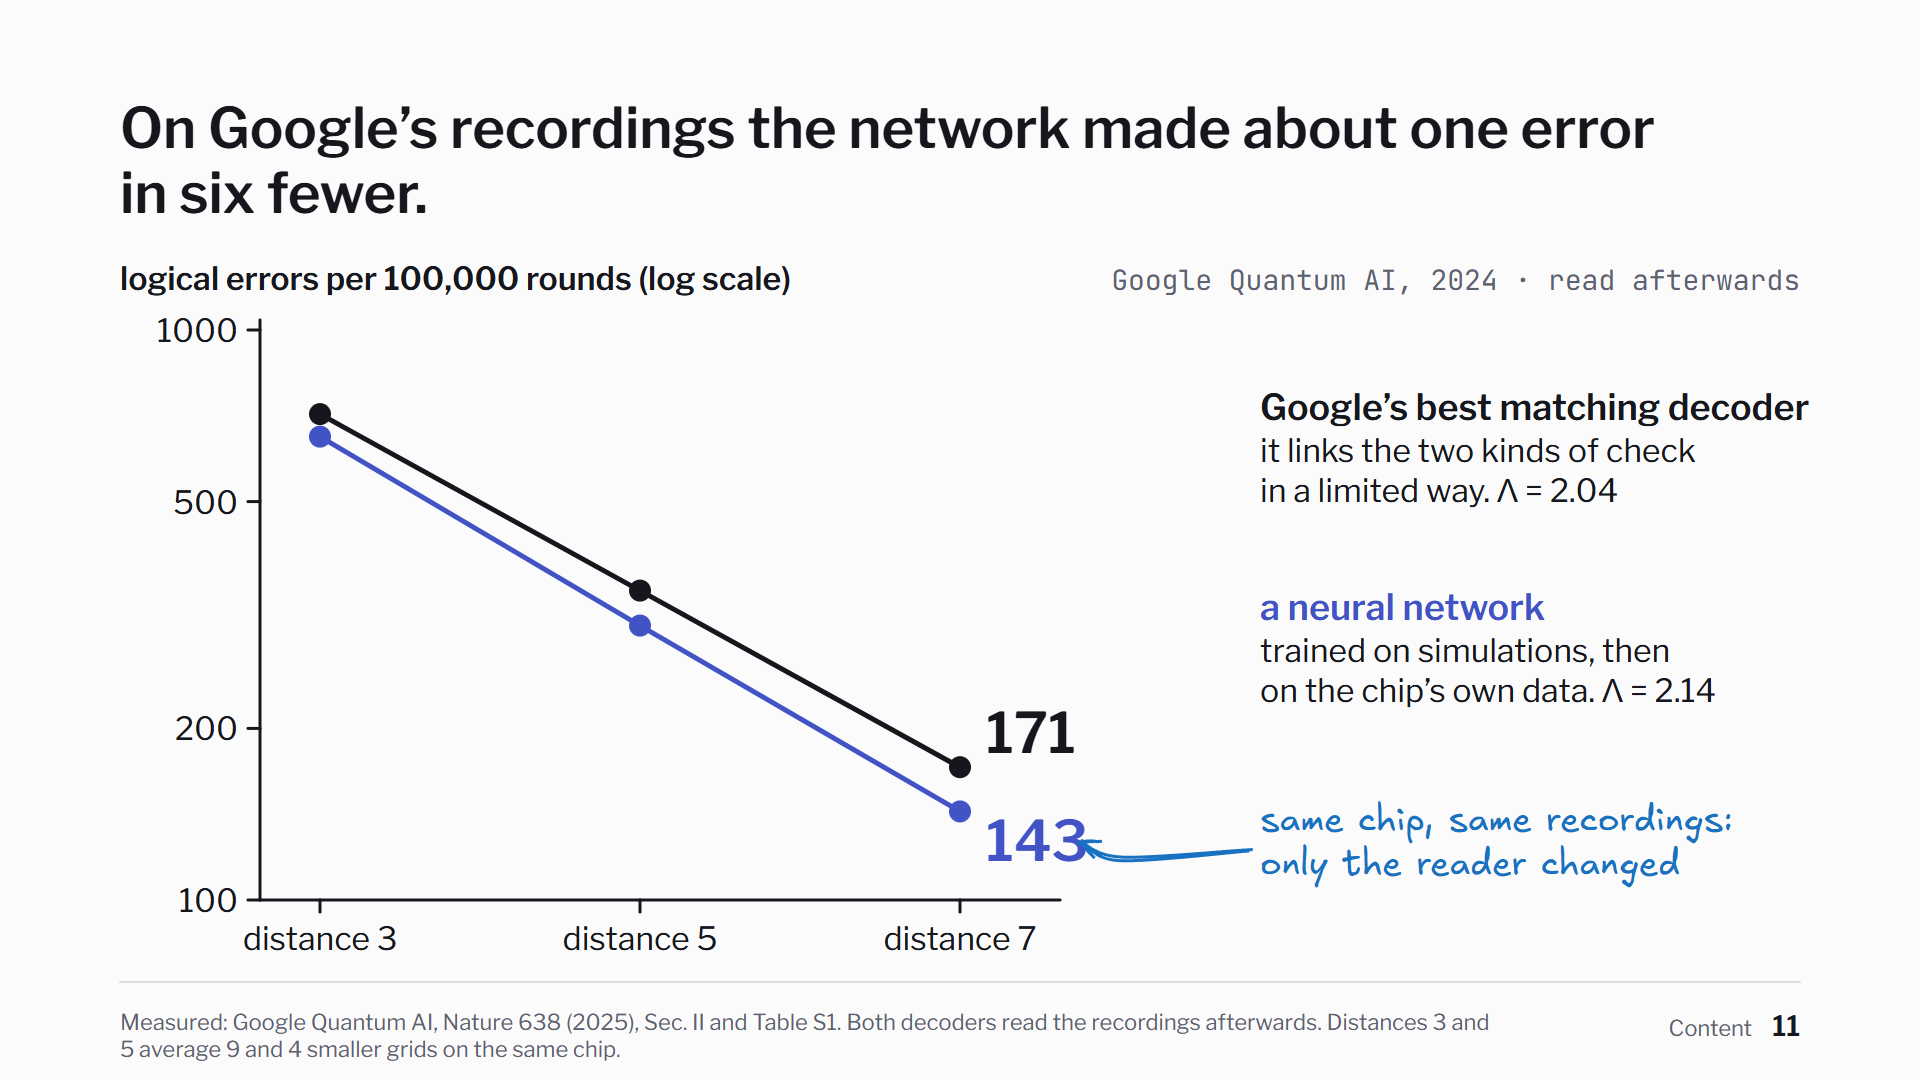 On Google’s recordings the network made about one error
in six fewer.
logical errors per 100,000 rounds (log scale)
Google Quantum AI, 2024 · read afterwards
1000
500
200
100
distance 3
distance 5
distance 7
171
143
Google’s best matching decoder
it links the two kinds of check
in a limited way. Λ = 2.04
a neural network
trained on simulations, then
on the chip’s own data. Λ = 2.14
same chip, same recordings:
only the reader changed
Measured: Google Quantum AI, Nature 638 (2025), Sec. II and Table S1. Both decoders read the recordings afterwards. Distances 3 and
5 average 9 and 4 smaller grids on the same chip.
Content 11